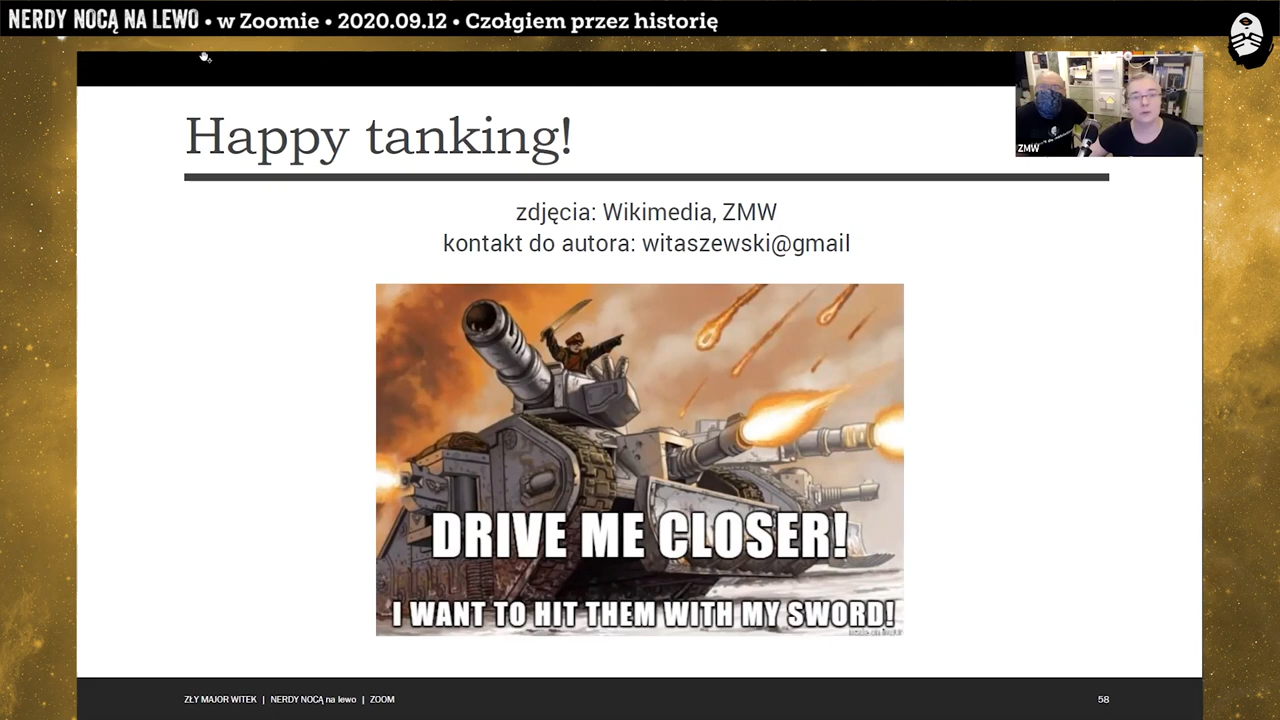 NERDY NOCĄ NA LEWO • w Zoomie • 2020.09.12 • Czołgiem przez historię
Happy tanking!
ZMW
zdjęcia: Wikimedia, ZMW
kontakt do autora: witaszewski@gmail
DRIVE ME CLOSER!
I WANT TO HIT THEM WITH MY SWORD!
ZŁY MAJOR WITEK | NERDY NOCĄ na lewo | ZOOM
58